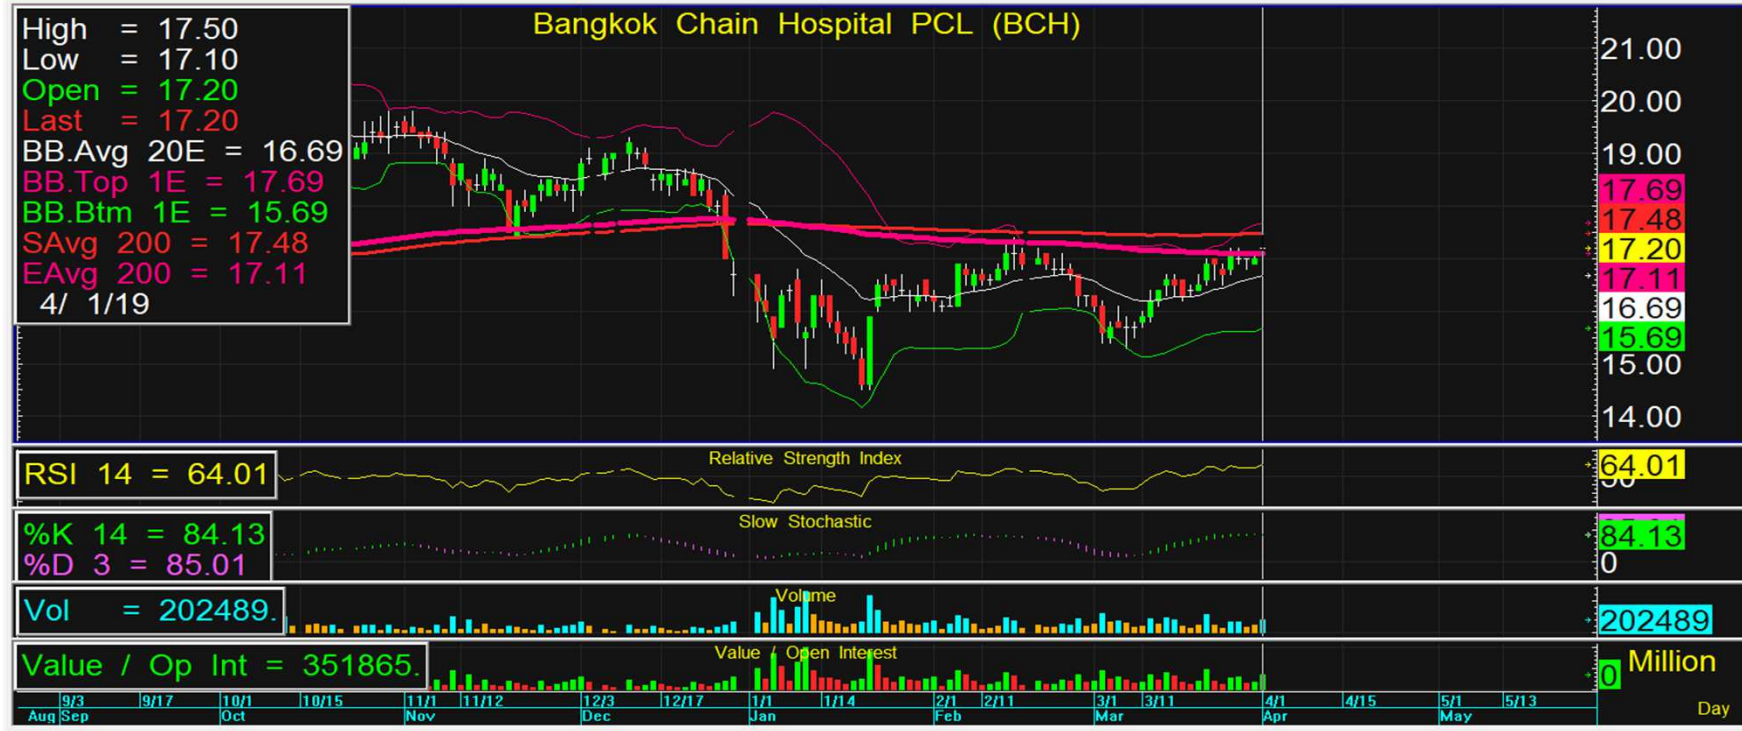 Bangkok Chain Hospital PCL (BCH)
High = 17.50
Low = 17.10
Open = 17.20
Last = 17.20
BB.Avg 20E = 16.69
BB.Top 1E = 17.69
BB.Btm 1E = 15.69
SAvg 200 = 17.48
EAvg 200 = 17.11
4/ 1/19
21.00
20.00
19.00
17.69
17.48
17.20
17.11
16.69
15.69
15.00
14.00
Relative Strength Index
RSI 14 = 64.01
64.01
Slow Stochastic
%K 14 = 84.13
%D 3 = 85.01
84.13
0
Volume
Vol = 202489.
202489
Value / Open Interest
Value / Op Int = 351865.
0 Million
9/3 9/17 10/1 10/15 11/1 11/12 12/3 12/17 1/1 1/14 2/1 2/11 3/1 3/11 4/1 4/15 5/1 5/13
Aug Sep Oct Nov Dec Jan Feb Mar Apr May
Day